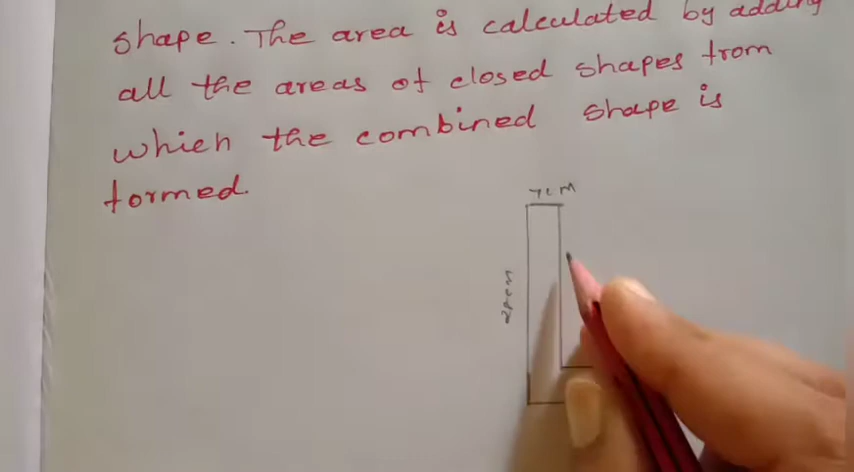 shape. The area is calculated by adding
all the areas of closed shapes from
which the combined shape is
formed.
7cm